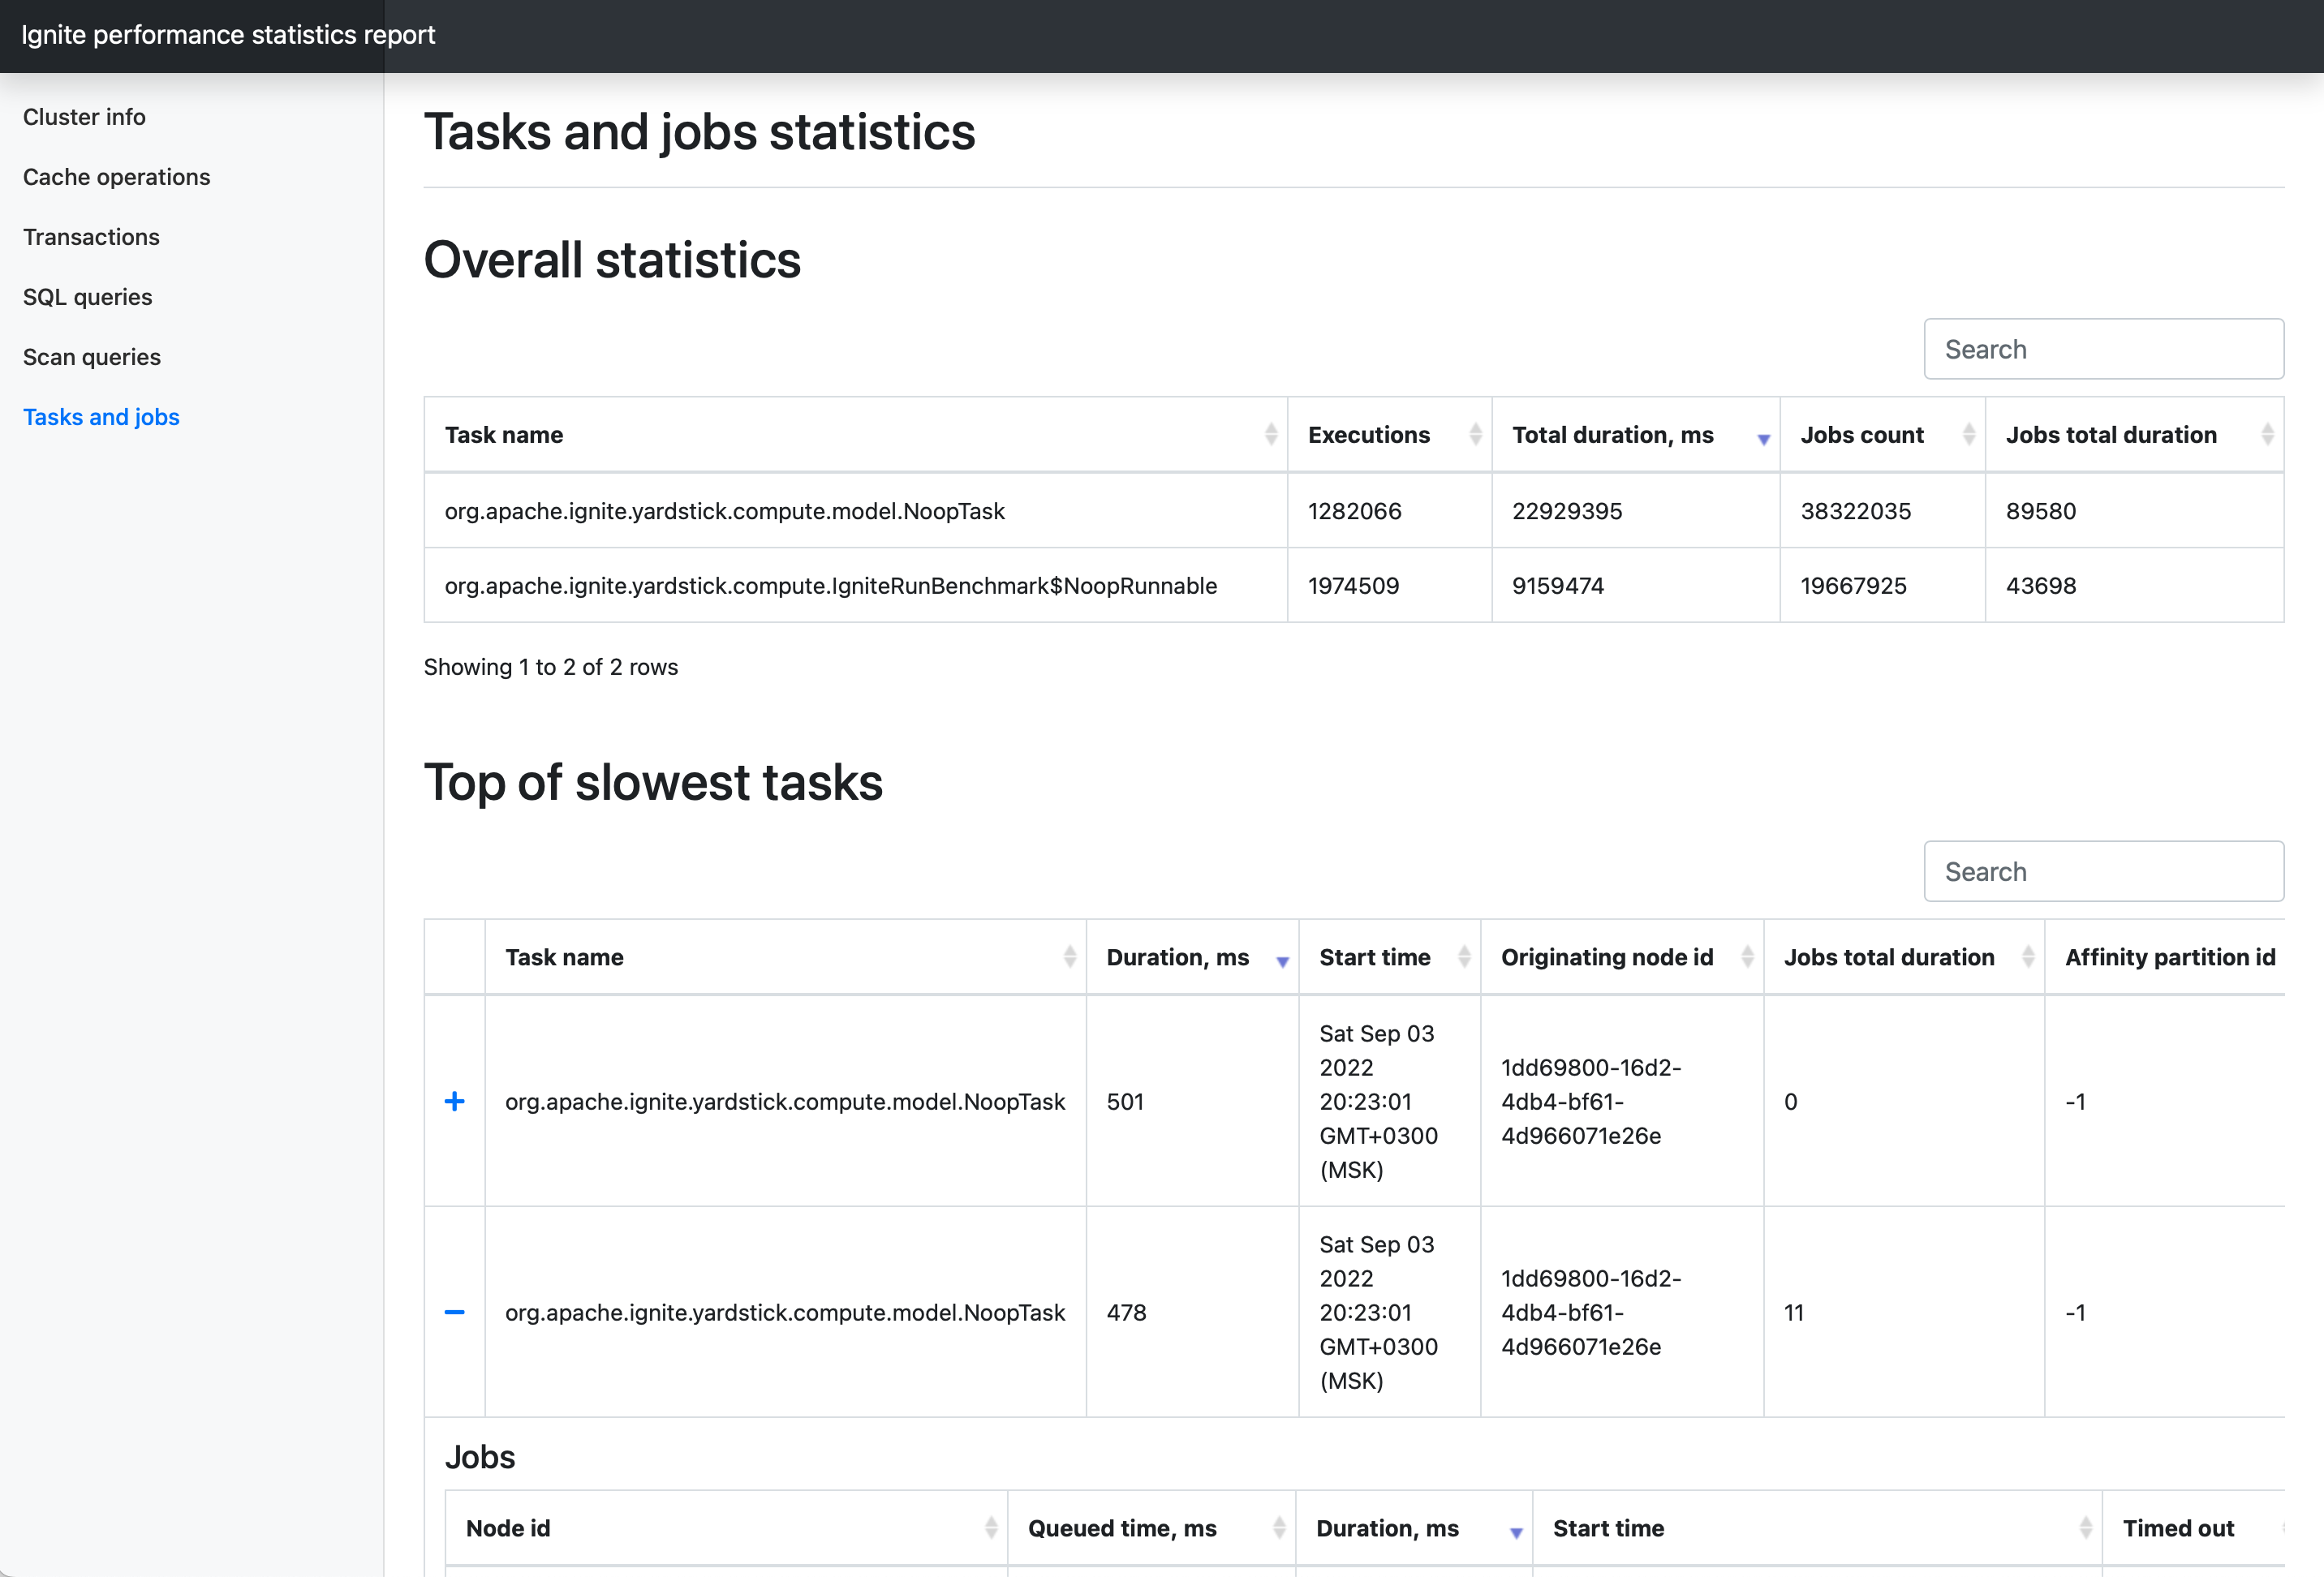 Ignite performance statistics report
Cluster info
Cache operations
Transactions
SQL queries
Scan queries
Tasks and jobs
Tasks and jobs statistics
Overall statistics
Search
Task name Executions Total duration, ms Jobs count Jobs total duration
org.apache.ignite.yardstick.compute.model.NoopTask 1282066 22929395 38322035 89580
org.apache.ignite.yardstick.compute.IgniteRunBenchmark$NoopRunnable 1974509 9159474 19667925 43698
Showing 1 to 2 of 2 rows
Top of slowest tasks
Search
Task name Duration, ms Start time Originating node id Jobs total duration Affinity partition id
org.apache.ignite.yardstick.compute.model.NoopTask
501
Sat Sep 03
2022
20:23:01
GMT+0300
(MSK)
1dd69800-16d2-
4db4-bf61-
4d966071e26e
0
-1
org.apache.ignite.yardstick.compute.model.NoopTask
478
Sat Sep 03
2022
20:23:01
GMT+0300
(MSK)
1dd69800-16d2-
4db4-bf61-
4d966071e26e
11
-1
Jobs
Node id Queued time, ms Duration, ms Start time Timed out